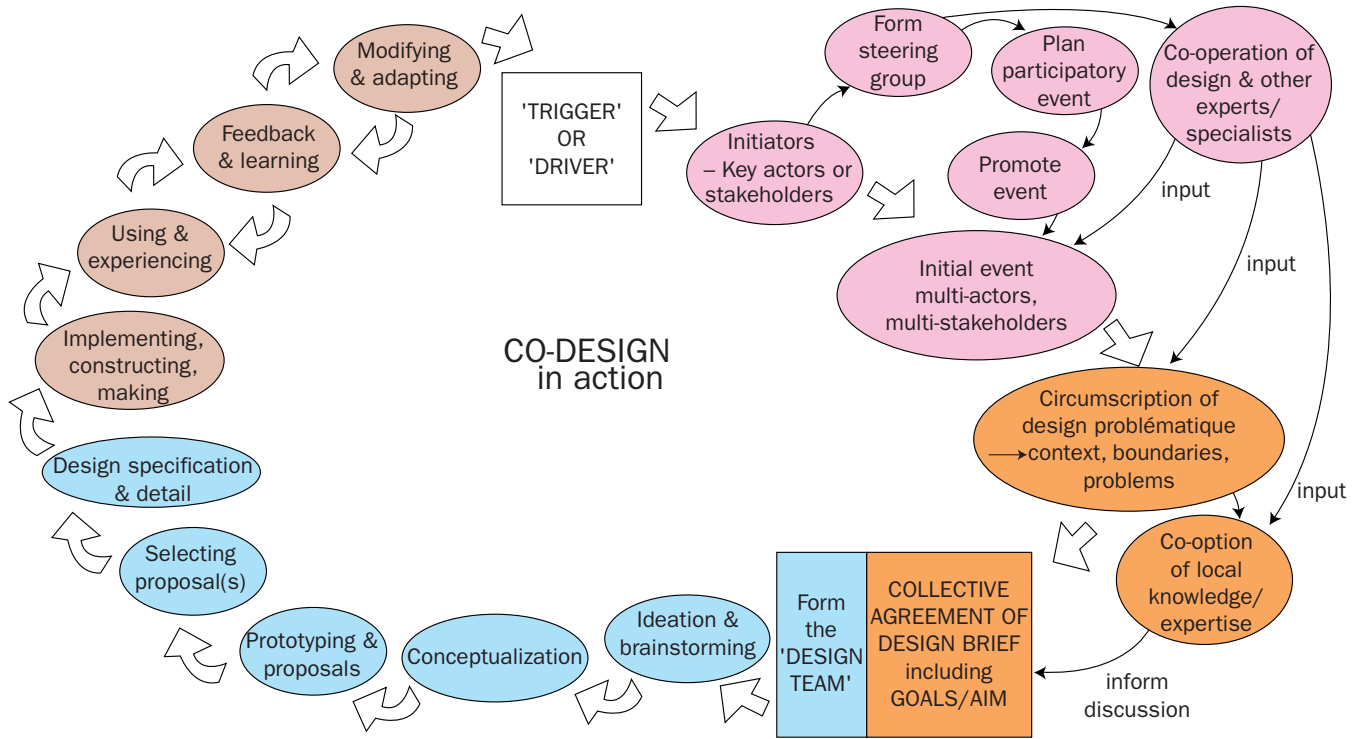 CO-DESIGN
in action
'TRIGGER'
OR
'DRIVER'
Initiators
– Key actors or
stakeholders
Form
steering
group
Plan
participatory
event
Promote
event
Co-operation of
design & other
experts/
specialists
input
input
input
Initial event
multi-actors,
multi-stakeholders
Circumscription of
design problématique
context, boundaries,
problems
Co-option
of local
knowledge/
expertise
inform
discussion
COLLECTIVE
AGREEMENT OF
DESIGN BRIEF
including
GOALS/AIM
Form
the
'DESIGN
TEAM'
Ideation &
brainstorming
Conceptualization
Prototyping &
proposals
Selecting
proposal(s)
Design specification
& detail
Implementing,
constructing,
making
Using &
experiencing
Feedback
& learning
Modifying
& adapting